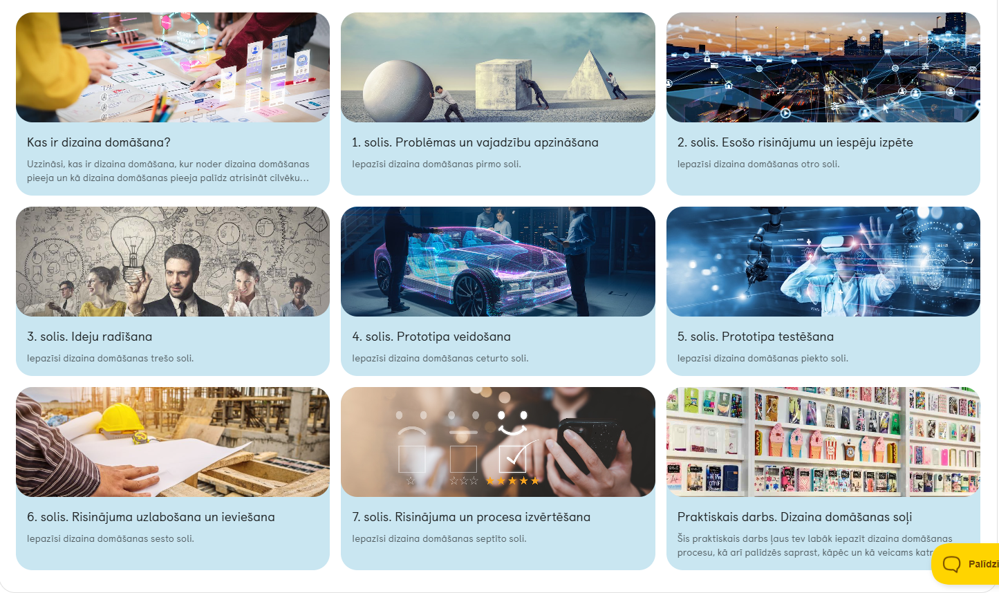 DESIGN
THINKING
TEAM
Kas ir dizaina domāšana?
Uzzināsi, kas ir dizaina domāšana, kur noder dizaina domāšanas
pieeja un kā dizaina domāšanas pieeja palīdz atrisināt cilvēku...
1. solis. Problēmas un vajadzību apzināšana
Iepazīsi dizaina domāšanas pirmo soli.
2. solis. Esošo risinājumu un iespēju izpēte
Iepazīsi dizaina domāšanas otro soli.
3. solis. Ideju radīšana
Iepazīsi dizaina domāšanas trešo soli.
4. solis. Prototipa veidošana
Iepazīsi dizaina domāšanas ceturto soli.
5. solis. Prototipa testēšana
Iepazīsi dizaina domāšanas piekto soli.
6. solis. Risinājuma uzlabošana un ieviešana
Iepazīsi dizaina domāšanas sesto soli.
7. solis. Risinājuma un procesa izvērtēšana
Iepazīsi dizaina domāšanas septīto soli.
Praktiskais darbs. Dizaina domāšanas soļi
Šis praktiskais darbs ļaus tev labāk iepazīt dizaina domāšanas
procesu, kā arī palīdzēs saprast, kāpēc un kā veicams katr
Palīdzī